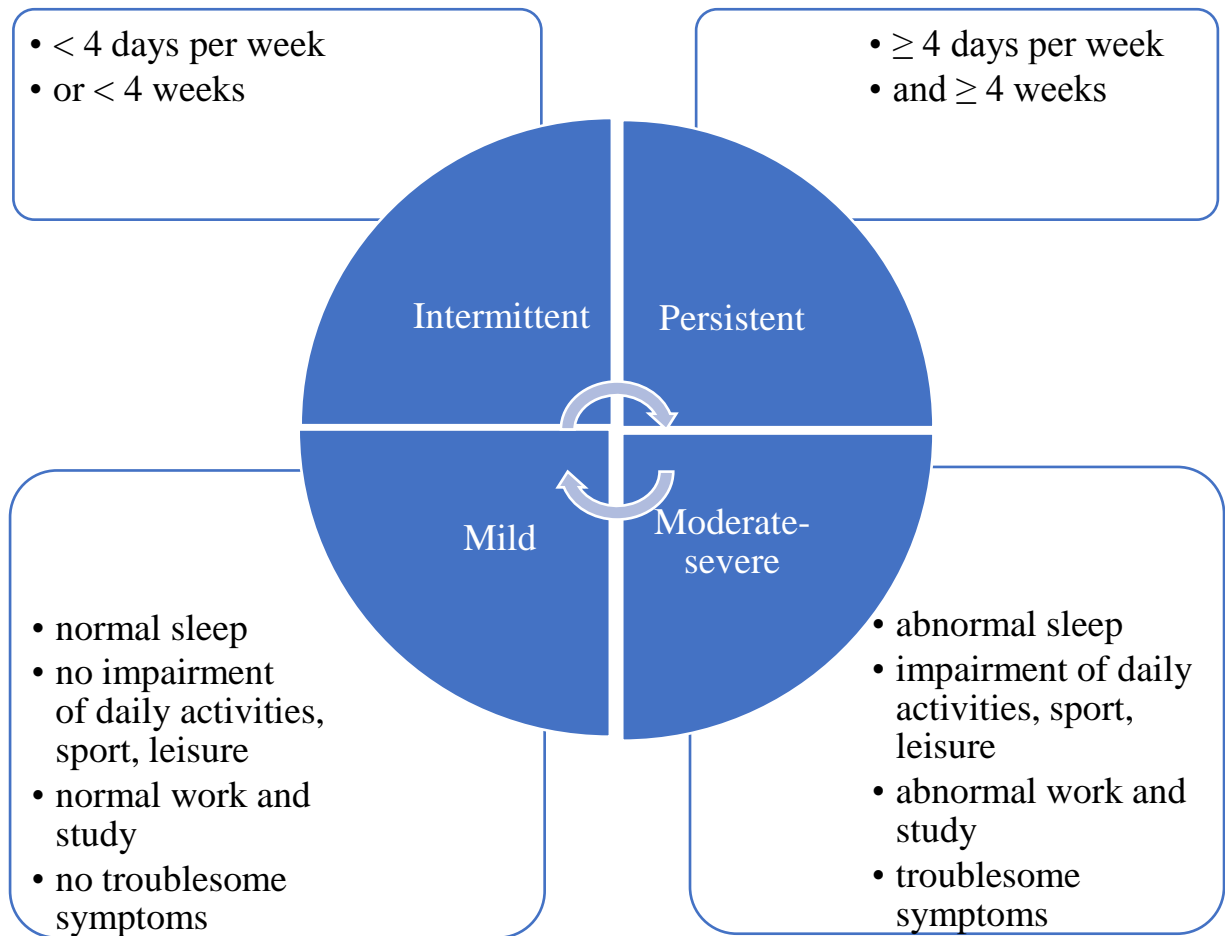 • < 4 days per week
• or < 4 weeks
• ≥ 4 days per week
• and ≥ 4 weeks
Intermittent
Persistent
Mild
Moderate-
severe
• normal sleep
• no impairment
of daily activities,
sport, leisure
• normal work and
study
• no troublesome
symptoms
• abnormal sleep
• impairment of daily
activities, sport,
leisure
• abnormal work and
study
• troublesome
symptoms